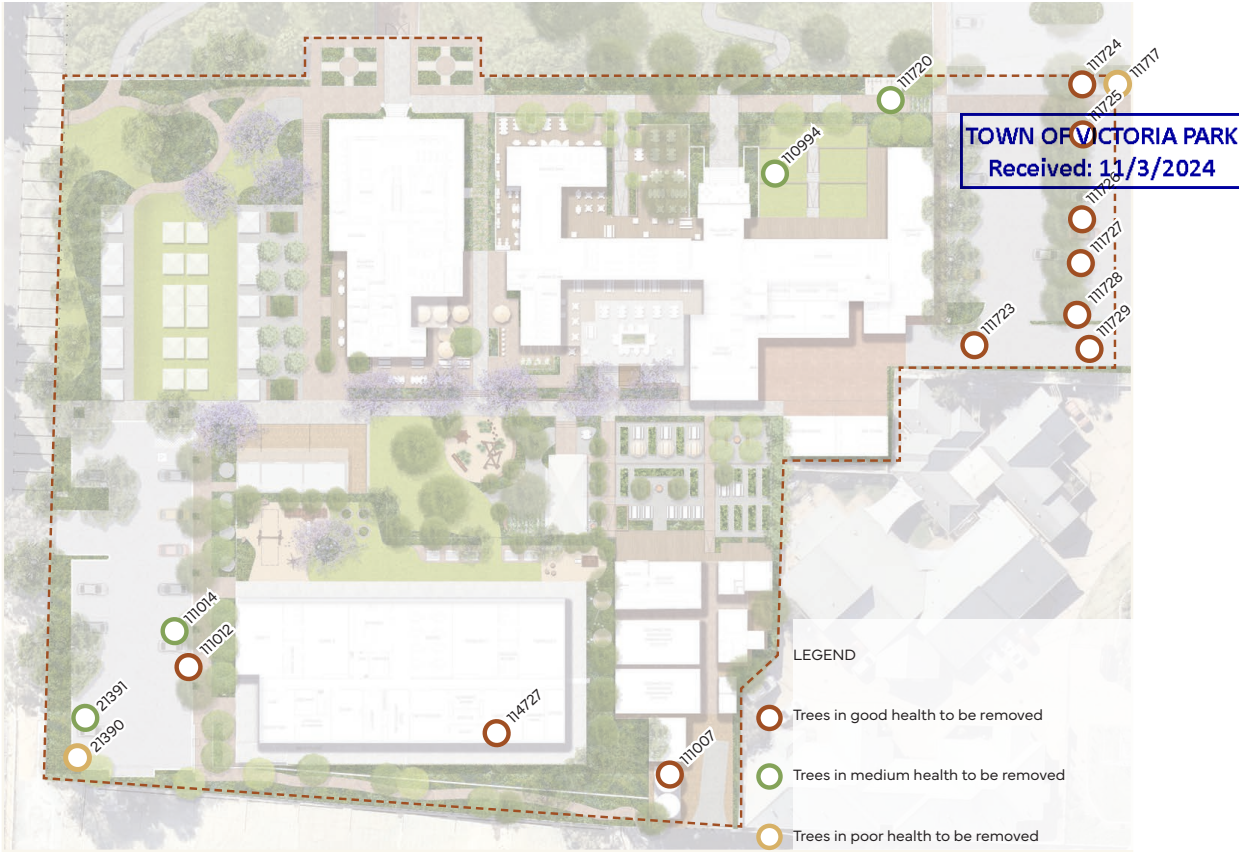 111724
111717
111720
111725
TOWN OF VICTORIA PARK
Received: 11/3/2024
110994
111726
111727
111728
111729
111723
111014
111012
21391
21390
114727
111007
LEGEND
Trees in good health to be removed
Trees in medium health to be removed
Trees in poor health to be removed